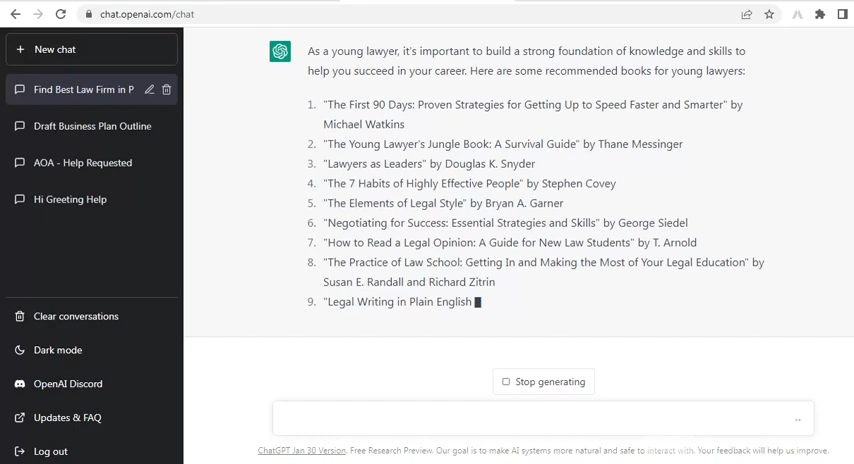 chat.openai.com/chat
New chat
Find Best Law Firm in P
Draft Business Plan Outline
AOA - Help Requested
Hi Greeting Help
Clear conversations
Dark mode
OpenAI Discord
Updates & FAQ
Log out
As a young lawyer, it's important to build a strong foundation of knowledge and skills to
help you succeed in your career. Here are some recommended books for young lawyers:
1. "The First 90 Days: Proven Strategies for Getting Up to Speed Faster and Smarter" by
Michael Watkins
2. "The Young Lawyer's Jungle Book: A Survival Guide" by Thane Messinger
3. "Lawyers as Leaders" by Douglas K. Snyder
4. "The 7 Habits of Highly Effective People" by Stephen Covey
5. "The Elements of Legal Style" by Bryan A. Garner
6. "Negotiating for Success: Essential Strategies and Skills" by George Siedel
7. "How to Read a Legal Opinion: A Guide for New Law Students" by T. Arnold
8. "The Practice of Law School: Getting In and Making the Most of Your Legal Education" by
Susan E. Randall and Richard Zitrin
9. "Legal Writing in Plain English
Stop generating
ChatGPT Jan 30 Version. Free Research Preview. Our goal is to make AI systems more natural and safe to interact with. Your feedback will help us improve.